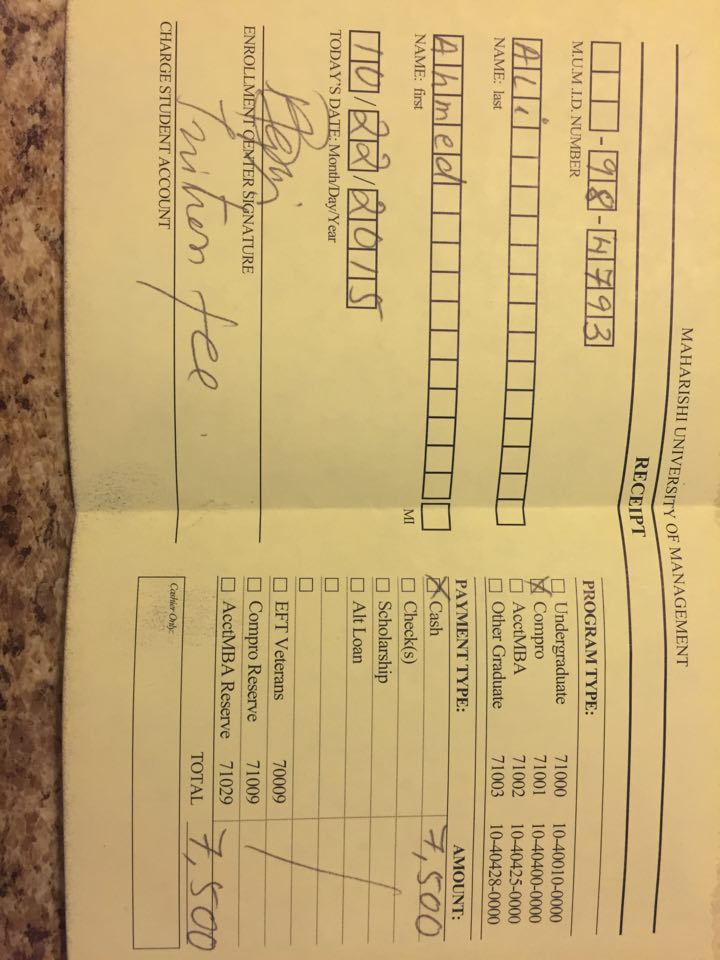 MAHARISHI UNIVERSITY OF MANAGEMENT
RECEIPT
98-4793
M.U.M .I.D. NUMBER
ALi
NAME: last
Ahmed
NAME: first MI
10/22/2015
TODAY'S DATE: Month/Day/Year
ENROLLMENT CENTER SIGNATURE
Tuition fee
CHARGE STUDENT ACCOUNT
PROGRAM TYPE:
Undergraduate 71000 10-40010-0000
X Compro 71001 10-40400-0000
AcctMBA 71002 10-40425-0000
Other Graduate 71003 10-40428-0000
PAYMENT TYPE: AMOUNT:
X Cash 7,500
Check(s)
Scholarship
Alt Loan
EFT Veterans 70009
Compro Reserve 71009
AcctMBA Reserve 71029
TOTAL 7,500
Cashier Only: